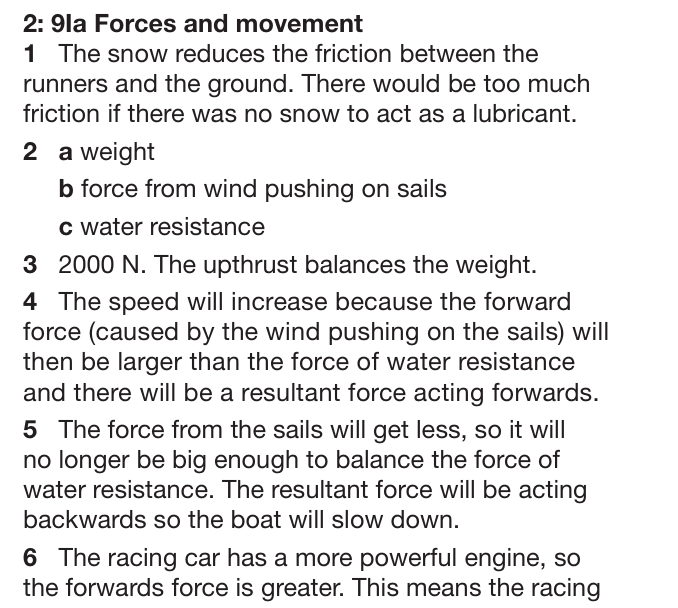 2: 9Ia Forces and movement
1 The snow reduces the friction between the
runners and the ground. There would be too much
friction if there was no snow to act as a lubricant.
2 a weight
b force from wind pushing on sails
c water resistance
3 2000 N. The upthrust balances the weight.
4 The speed will increase because the forward
force (caused by the wind pushing on the sails) will
then be larger than the force of water resistance
and there will be a resultant force acting forwards.
5 The force from the sails will get less, so it will
no longer be big enough to balance the force of
water resistance. The resultant force will be acting
backwards so the boat will slow down.
6 The racing car has a more powerful engine, so
the forwards force is greater. This means the racing